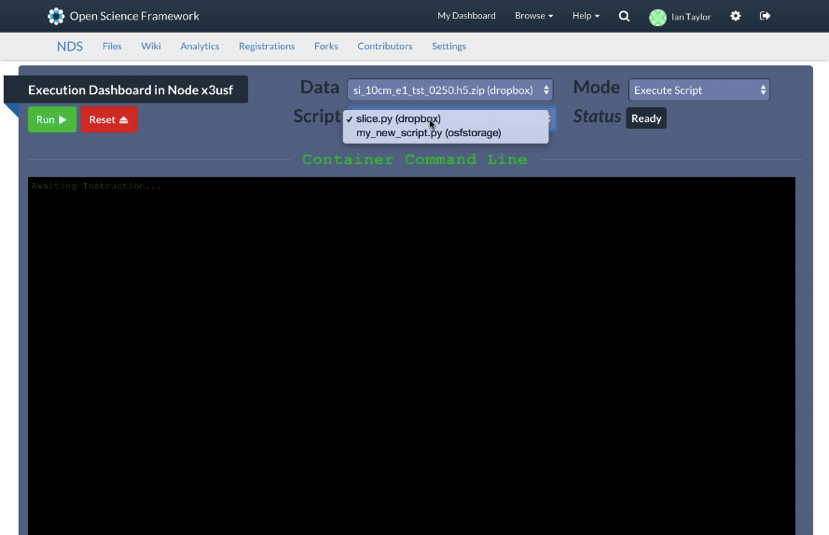 Open Science Framework
My Dashboard
Browse
Help
Ian Taylor
NDS
Files
Wiki
Analytics
Registrations
Forks
Contributors
Settings
Execution Dashboard in Node x3usf
Data
si_10cm_e1_tst_0250.h5.zip (dropbox)
Mode
Execute Script
Run
Reset
Script
✓ slice.py (dropbox)
my_new_script.py (osfstorage)
Status
Ready
Container Command Line
Awaiting Instruction...